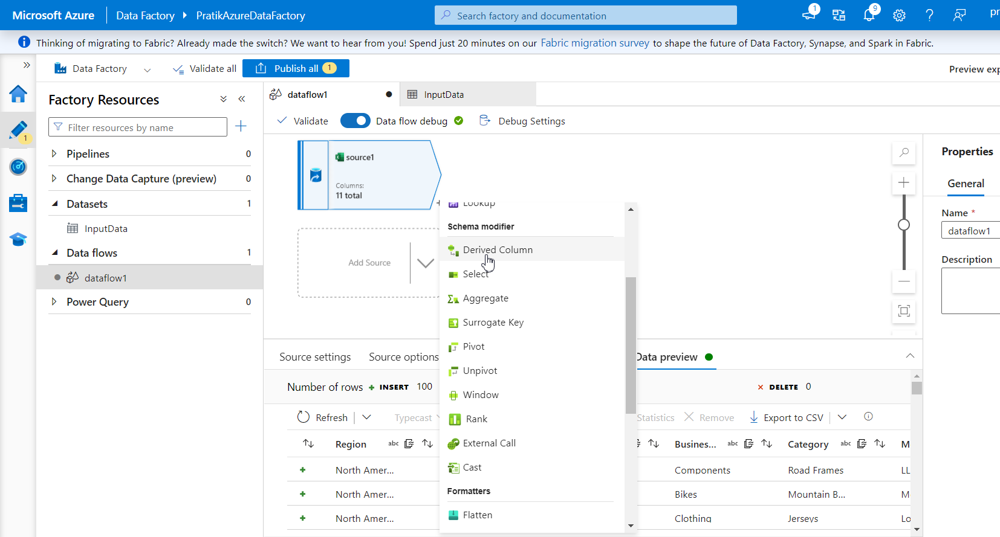 Microsoft Azure
Data Factory
PratikAzureDataFactory
Search factory and documentation
1
9
pr
Thinking of migrating to Fabric? Already made the switch? We want to hear from you! Spend just 20 minutes on our Fabric migration survey to shape the future of Data Factory, Synapse, and Spark in Fabric.
Data Factory
Validate all
Publish all 1
Preview exp
Factory Resources
Filter resources by name
1
Pipelines 0
Change Data Capture (preview) 0
Datasets 1
InputData
Data flows 1
dataflow1
Power Query 0
dataflow1
InputData
Validate
Data flow debug
Debug Settings
source1
Columns:
11 total
Add Source
Lookup
Schema modifier
Derived Column
Select
Aggregate
Surrogate Key
Pivot
Unpivot
Window
Rank
External Call
Cast
Formatters
Flatten
Properties
General
Name *
dataflow1
Description
Source settings
Source options
Data preview
Number of rows + INSERT 100
DELETE 0
Refresh
Typecast
Statistics
Remove
Export to CSV
Region abc
Busines... abc
Category abc
M
North Amer... Components Road Frames LL
North Amer... Bikes Mountain B... M
North Amer... Clothing Jerseys Lo